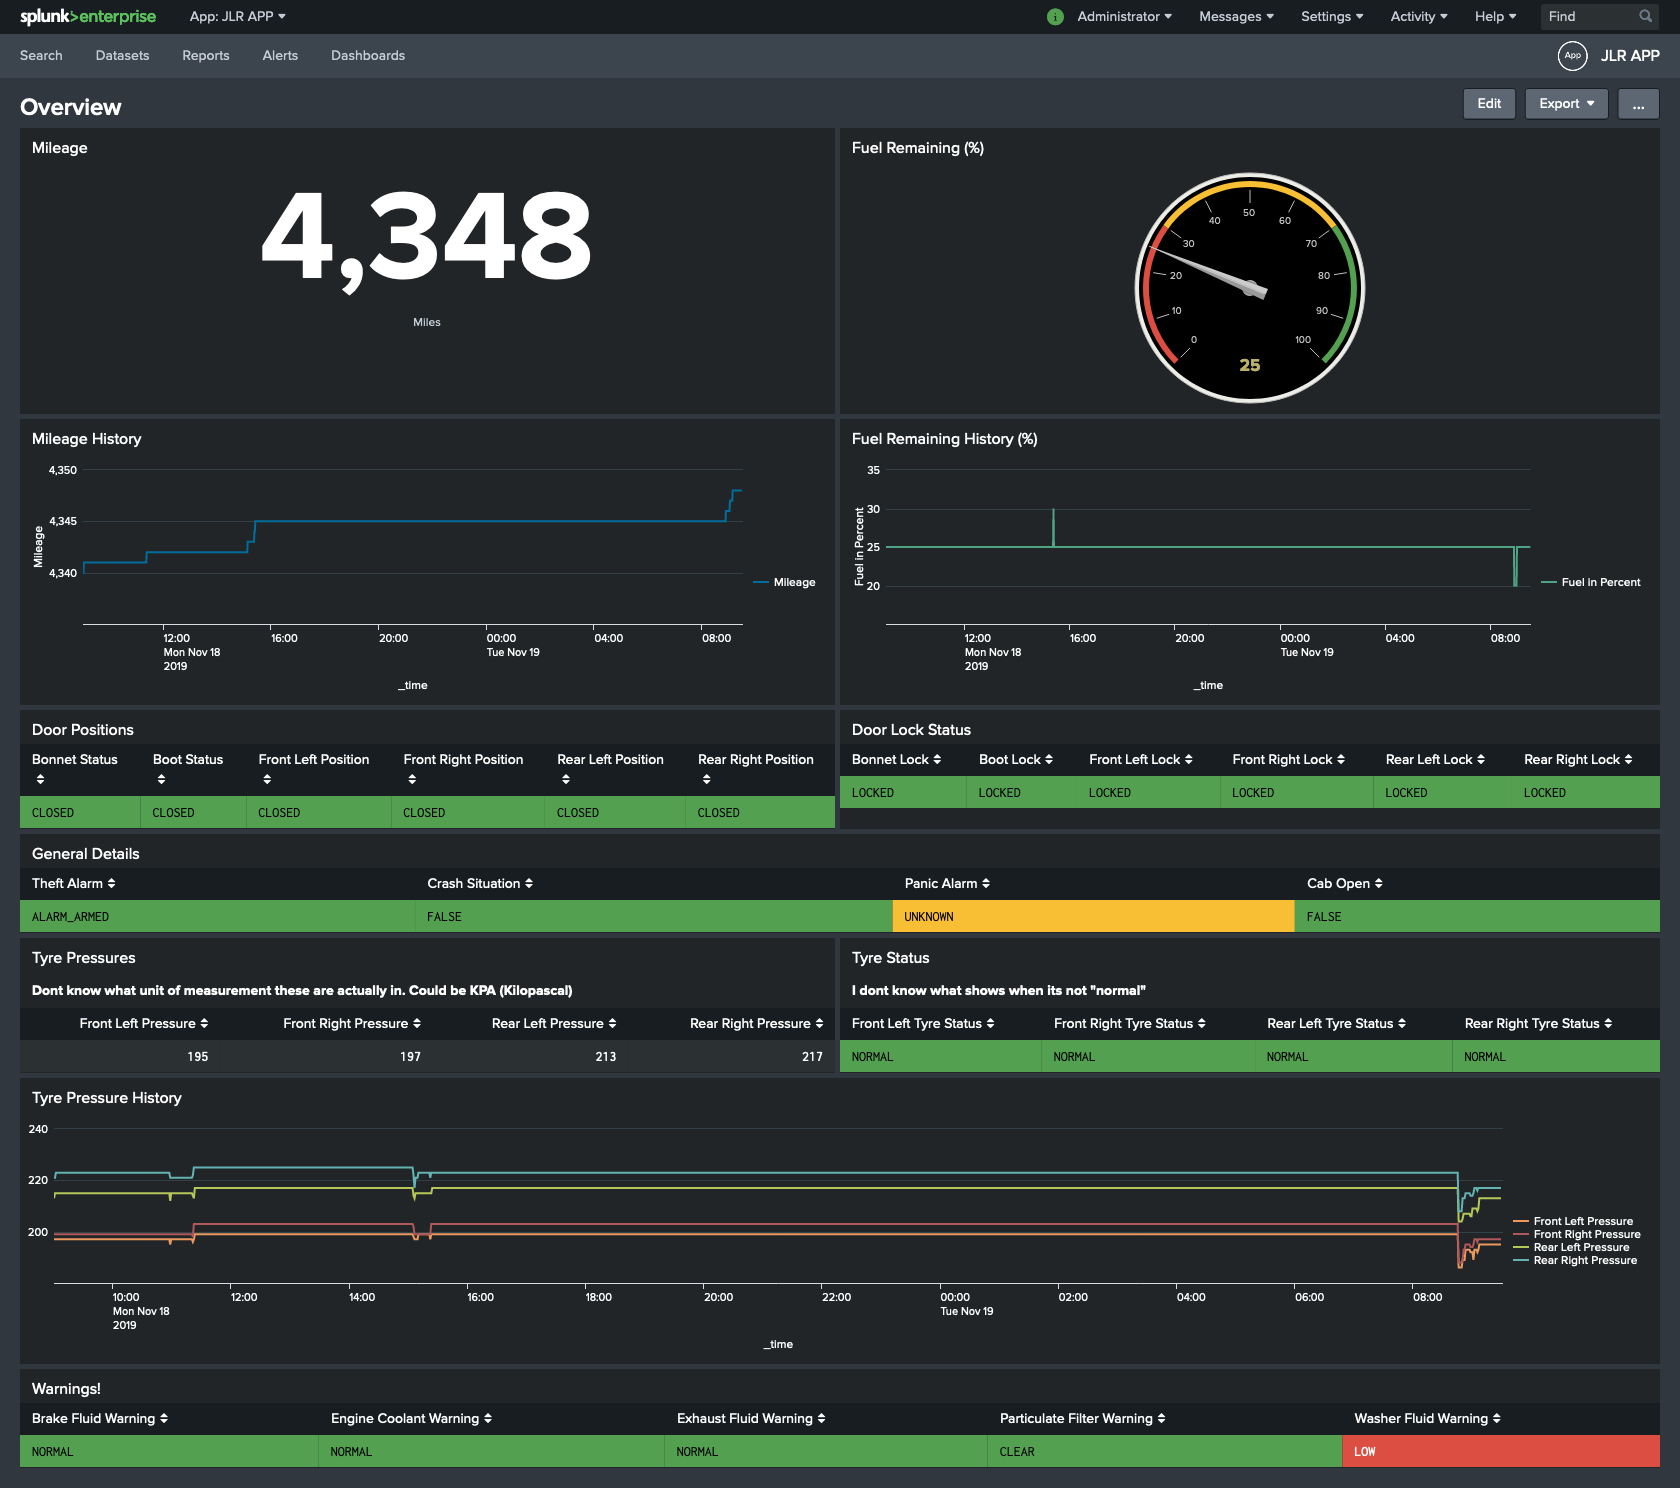 splunk>enterprise App: JLR APP i Administrator Messages Settings Activity Help Find
Search Datasets Reports Alerts Dashboards App JLR APP
Overview Edit Export ...
Mileage
4,348
Miles
Fuel Remaining (%)
0 10 20 30 40 50 60 70 80 90 100
25
Mileage History
4,350
4,345
4,340
Mileage
Mileage
12:00 16:00 20:00 00:00 04:00 08:00
Mon Nov 18 Tue Nov 19
2019
_time
Fuel Remaining History (%)
35
30
25
20
Fuel in Percent
Fuel in Percent
12:00 16:00 20:00 00:00 04:00 08:00
Mon Nov 18 Tue Nov 19
2019
_time
Door Positions
Bonnet Status Boot Status Front Left Position Front Right Position Rear Left Position Rear Right Position
CLOSED CLOSED CLOSED CLOSED CLOSED CLOSED
Door Lock Status
Bonnet Lock Boot Lock Front Left Lock Front Right Lock Rear Left Lock Rear Right Lock
LOCKED LOCKED LOCKED LOCKED LOCKED LOCKED
General Details
Theft Alarm Crash Situation Panic Alarm Cab Open
ALARM_ARMED FALSE UNKNOWN FALSE
Tyre Pressures
Dont know what unit of measurement these are actually in. Could be KPA (Kilopascal)
Front Left Pressure Front Right Pressure Rear Left Pressure Rear Right Pressure
195 197 213 217
Tyre Status
I dont know what shows when its not "normal"
Front Left Tyre Status Front Right Tyre Status Rear Left Tyre Status Rear Right Tyre Status
NORMAL NORMAL NORMAL NORMAL
Tyre Pressure History
240
220
200
Front Left Pressure
Front Right Pressure
Rear Left Pressure
Rear Right Pressure
10:00 12:00 14:00 16:00 18:00 20:00 22:00 00:00 02:00 04:00 06:00 08:00
Mon Nov 18 Tue Nov 19
2019
_time
Warnings!
Brake Fluid Warning Engine Coolant Warning Exhaust Fluid Warning Particulate Filter Warning Washer Fluid Warning
NORMAL NORMAL NORMAL CLEAR LOW